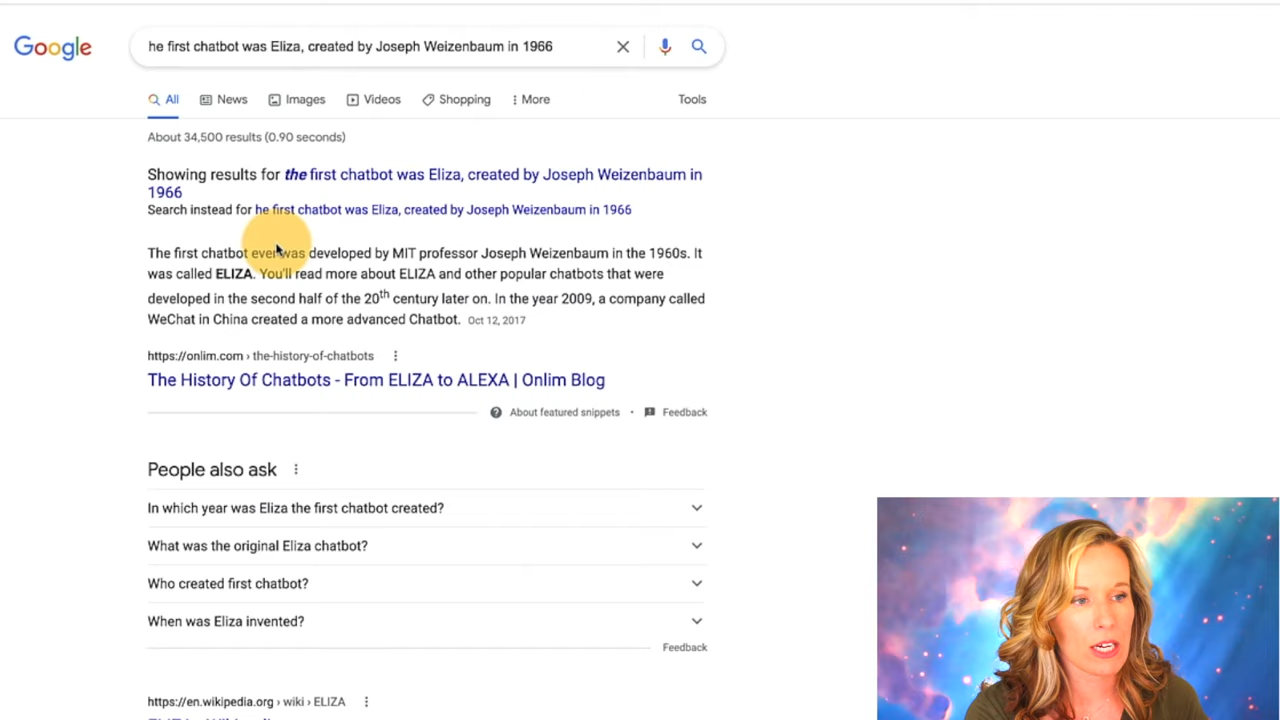 Google
he first chatbot was Eliza, created by Joseph Weizenbaum in 1966
All News Images Videos Shopping More Tools
About 34,500 results (0.90 seconds)
Showing results for the first chatbot was Eliza, created by Joseph Weizenbaum in
1966
Search instead for he first chatbot was Eliza, created by Joseph Weizenbaum in 1966
The first chatbot ever was developed by MIT professor Joseph Weizenbaum in the 1960s. It
was called ELIZA. You'll read more about ELIZA and other popular chatbots that were
developed in the second half of the 20th century later on. In the year 2009, a company called
WeChat in China created a more advanced Chatbot. Oct 12, 2017
https://onlim.com › the-history-of-chatbots
The History Of Chatbots - From ELIZA to ALEXA | Onlim Blog
About featured snippets • Feedback
People also ask
In which year was Eliza the first chatbot created?
What was the original Eliza chatbot?
Who created first chatbot?
When was Eliza invented?
Feedback
https://en.wikipedia.org › wiki › ELIZA